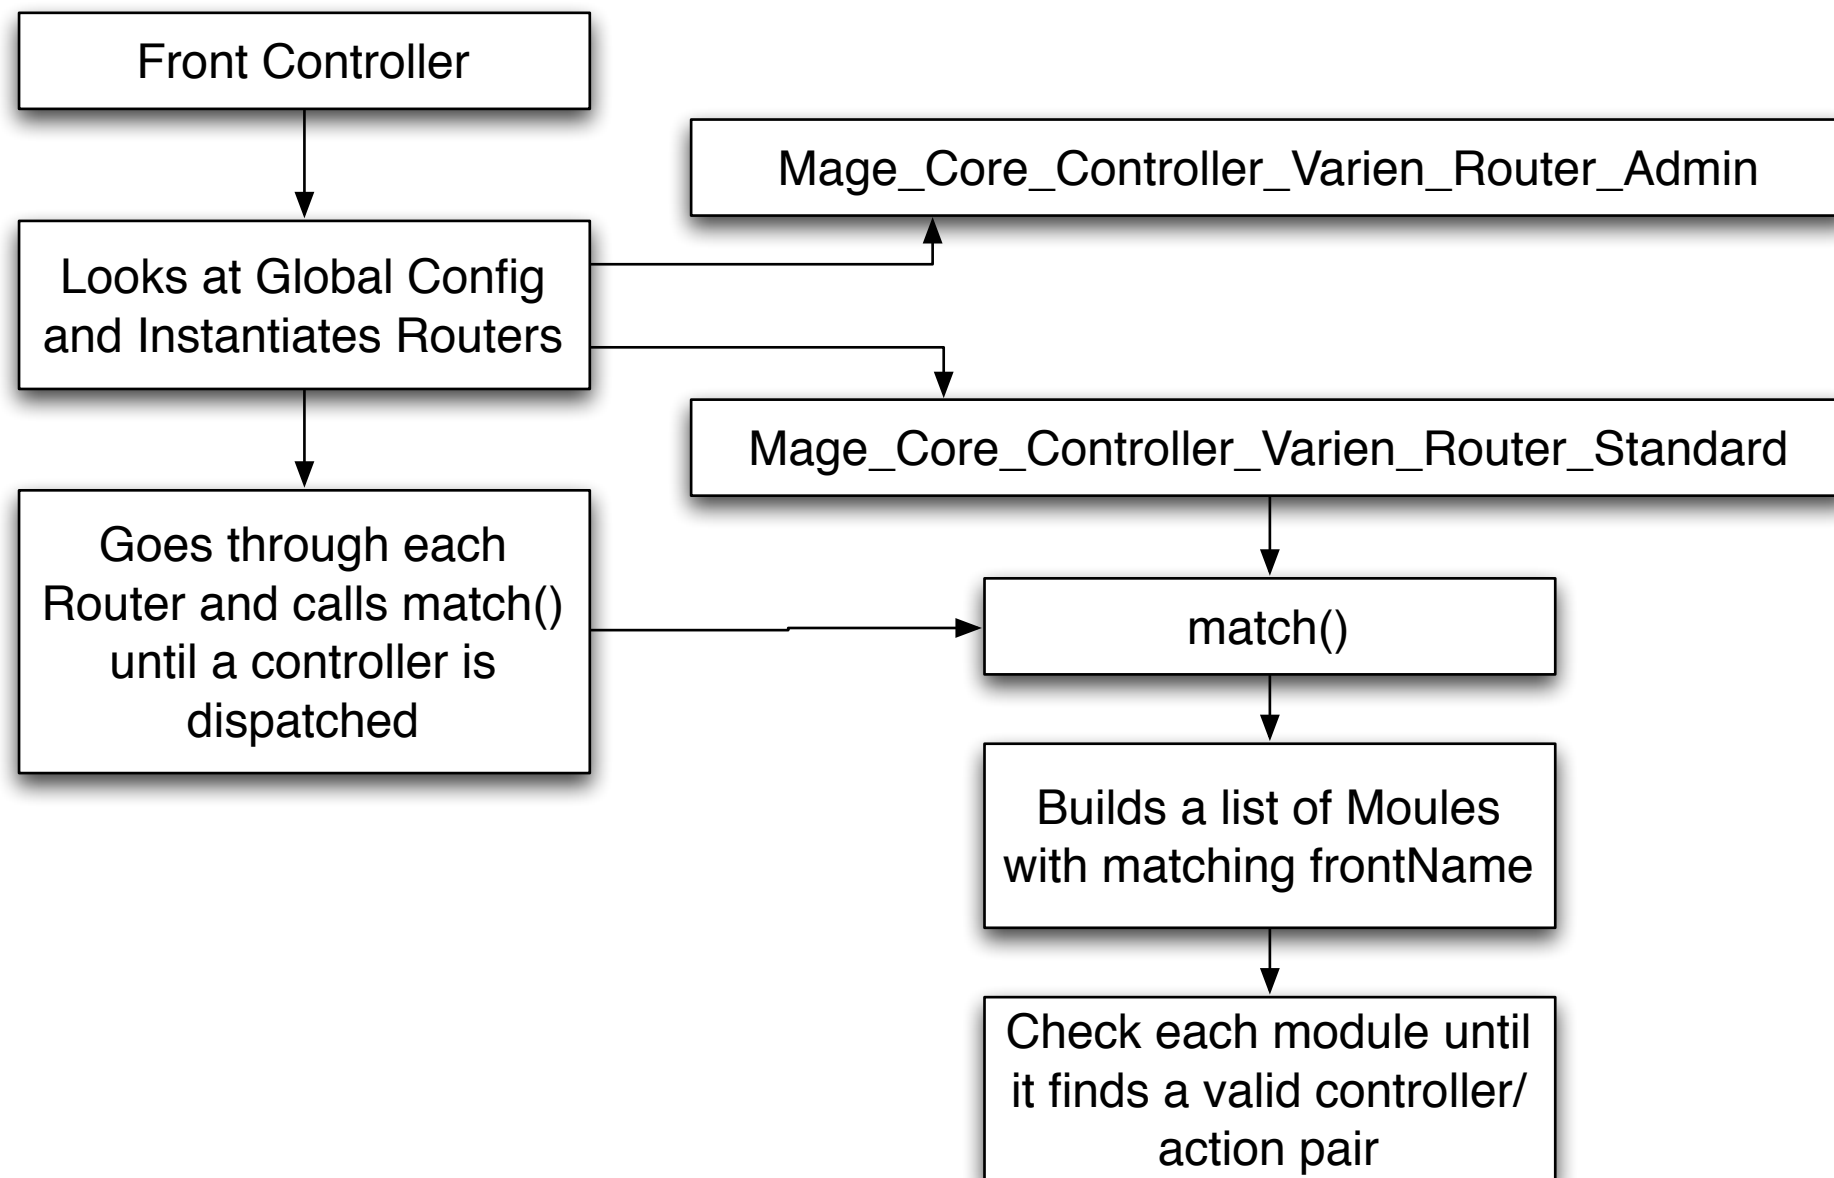 Front Controller
Mage_Core_Controller_Varien_Router_Admin
Looks at Global Config
and Instantiates Routers
Mage_Core_Controller_Varien_Router_Standard
Goes through each
Router and calls match()
until a controller is
dispatched
match()
Builds a list of Moules
with matching frontName
Check each module until
it finds a valid controller/
action pair